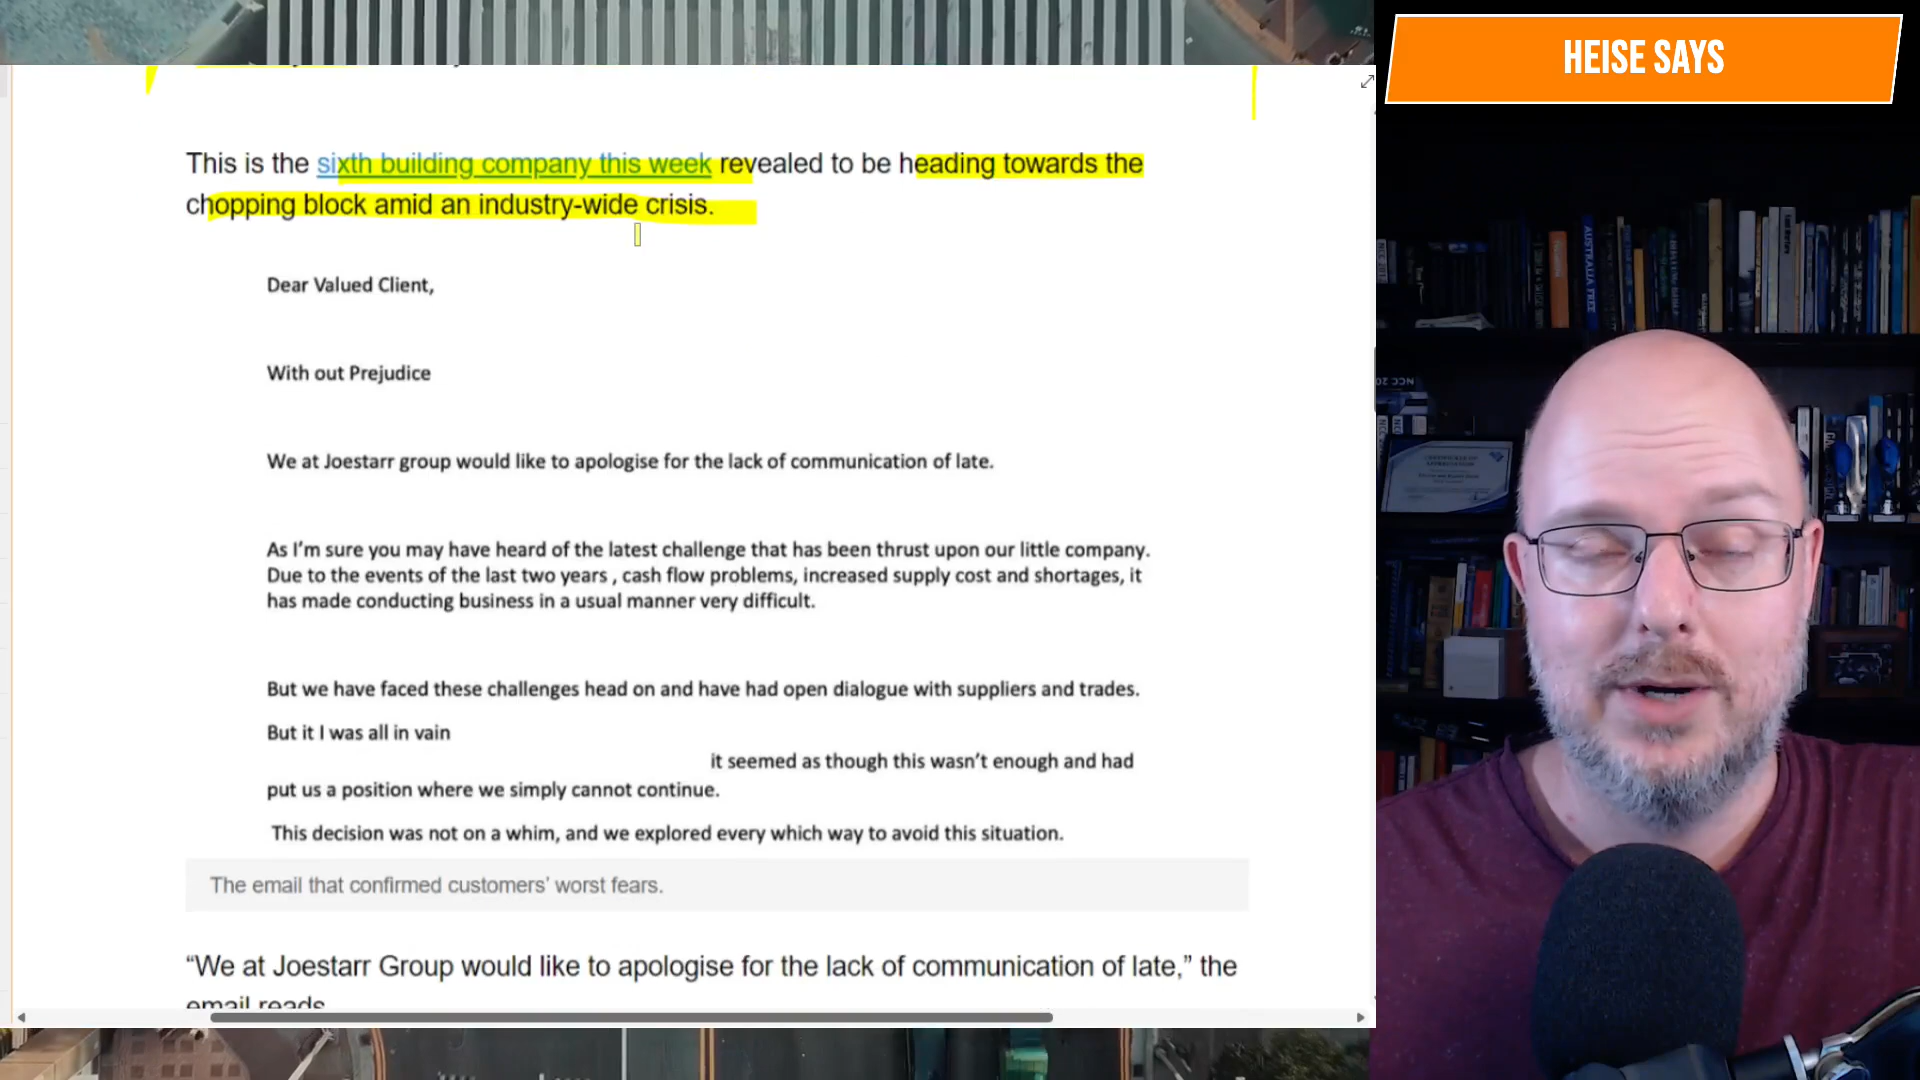 HEISE SAYS
This is the sixth building company this week revealed to be heading towards the
chopping block amid an industry-wide crisis.
Dear Valued Client,
With out Prejudice
We at Joestarr group would like to apologise for the lack of communication of late.
As I'm sure you may have heard of the latest challenge that has been thrust upon our little company.
Due to the events of the last two years , cash flow problems, increased supply cost and shortages, it
has made conducting business in a usual manner very difficult.
But we have faced these challenges head on and have had open dialogue with suppliers and trades.
But it I was all in vain
it seemed as though this wasn't enough and had
put us a position where we simply cannot continue.
This decision was not on a whim, and we explored every which way to avoid this situation.
The email that confirmed customers' worst fears.
“We at Joestarr Group would like to apologise for the lack of communication of late,” the
email reads
AUSTRALIA FREE
NCC 20
NCC